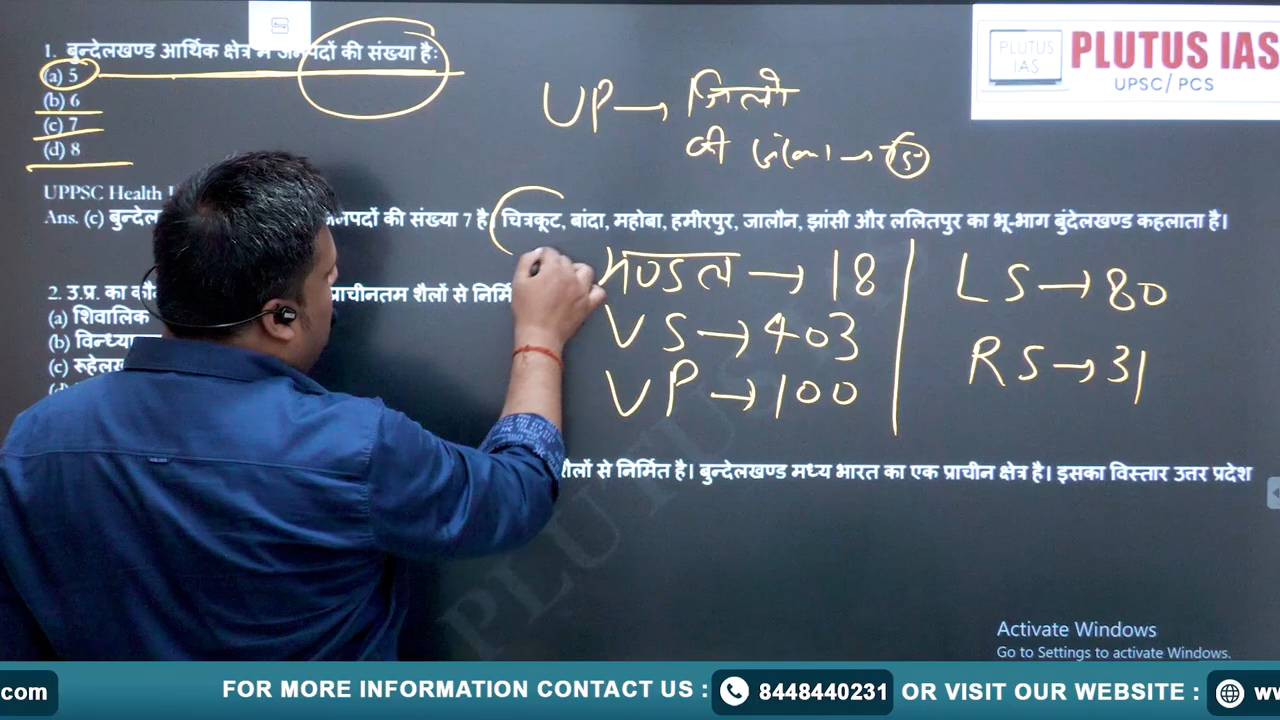 1. बुन्देलखण्ड आर्थिक क्षेत्र में जनपदों की संख्या है:
(a) 5
(b) 6
(c) 7
(d) 8
PLUTUS IAS
PLUTUS IAS
UPSC/ PCS
UP → जिलों
की संख्या → 75
UPPSC Health
Ans. (c) जनपदों की संख्या 7 है। चित्रकूट, बांदा, महोबा, हमीरपुर, जालौन, झांसी और ललितपुर का भू-भाग बुंदेलखण्ड कहलाता है।
मण्डल → 18
VS → 403
VP → 100
LS → 80
RS → 31
2. उ.प्र. का प्राचीनतम शैलों से
(a) शिवालिक
(b)
(c)
शैलों से निर्मित है। बुन्देलखण्ड मध्य भारत का एक प्राचीन क्षेत्र है। इसका विस्तार उत्तर प्रदेश
PLUTUS
Activate Windows
Go to Settings to activate Windows.
.com
FOR MORE INFORMATION CONTACT US : 8448440231 OR VISIT OUR WEBSITE :